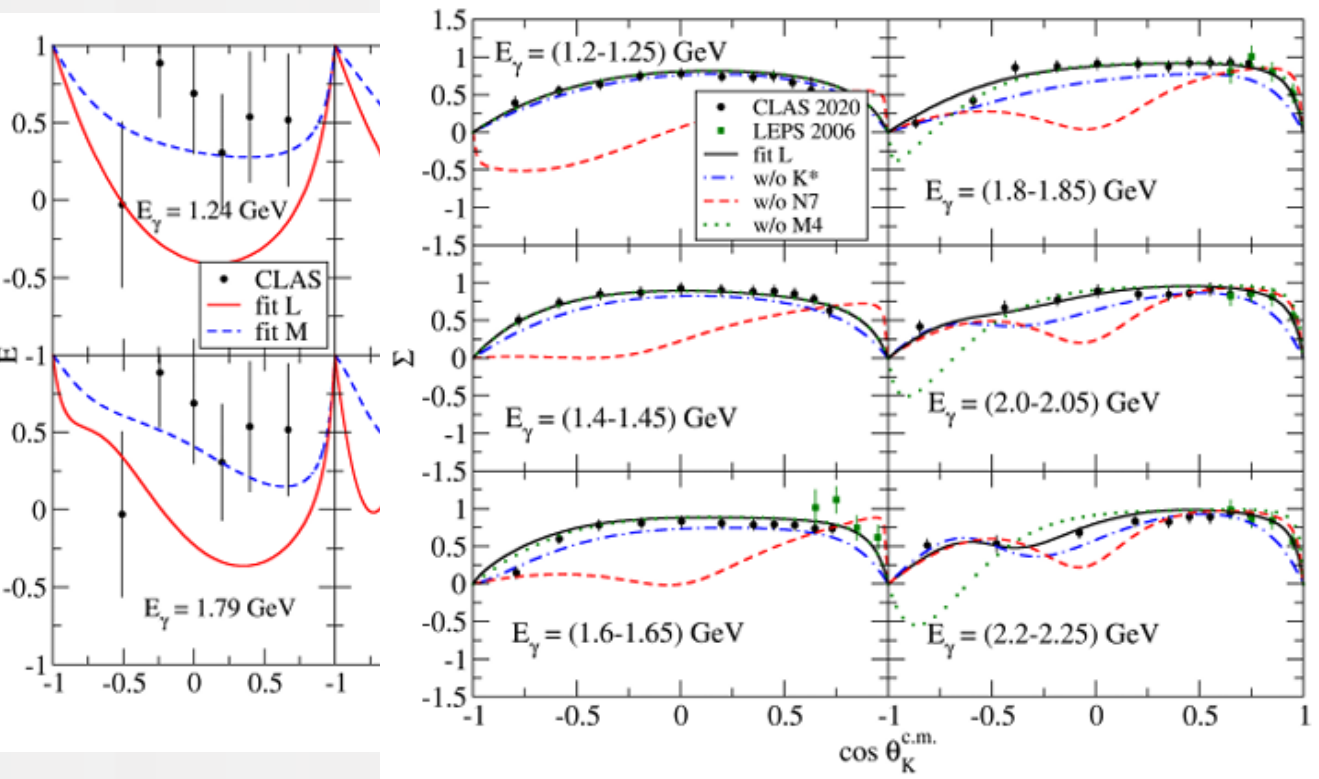 1
0.5
0
-0.5
E
E_γ = 1.24 GeV
CLAS
fit L
fit M
-1
0.5
0
-0.5
-1
E_γ = 1.79 GeV
-1
-0.5
0
0.5
-1
1.5
1
0.5
0
-0.5
-1
-1.5
E_γ = (1.2-1.25) GeV
CLAS 2020
LEPS 2006
fit L
w/o K*
w/o N7
w/o M4
E_γ = (1.8-1.85) GeV
1
0.5
0
-0.5
-1
-1.5
Σ
E_γ = (1.4-1.45) GeV
E_γ = (2.0-2.05) GeV
1
0.5
0
-0.5
-1
-1.5
E_γ = (1.6-1.65) GeV
E_γ = (2.2-2.25) GeV
-1
-0.5
0
0.5
-1
-0.5
0
0.5
1
cos θ_K^c.m.